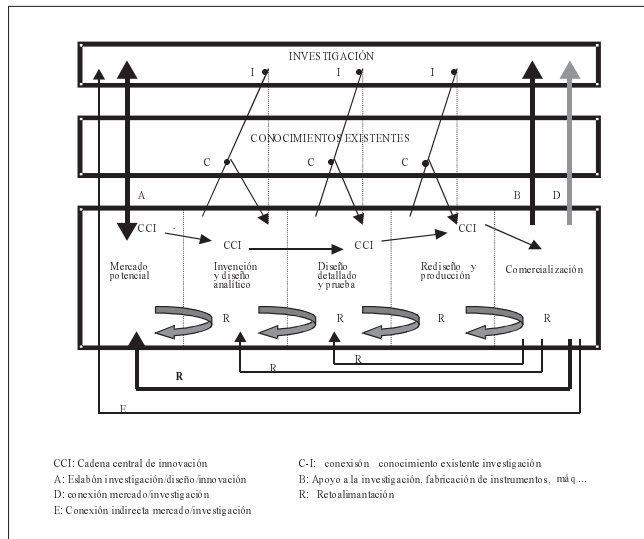 INVESTIGACIÓN
I I I
CONOCIMIENTOS EXISTENTES
C C C
A B D
CCI CCI CCI CCI
Mercado potencial
Invención y diseño analítico
Diseño detallado y prueba
Rediseño y producción
Comercialización
R R R R
R
R
R
E
CCI: Cadena central de innovación
A: Eslabón investigación/diseño/innovación
D: conexión mercado/investigación
E: Conexión indirecta mercado/investigación
C-I: conexisón conocimiento existente investigación
B: Apoyo a la investigación, fabricación de instrumentos, máq ...
R: Retoalimantación